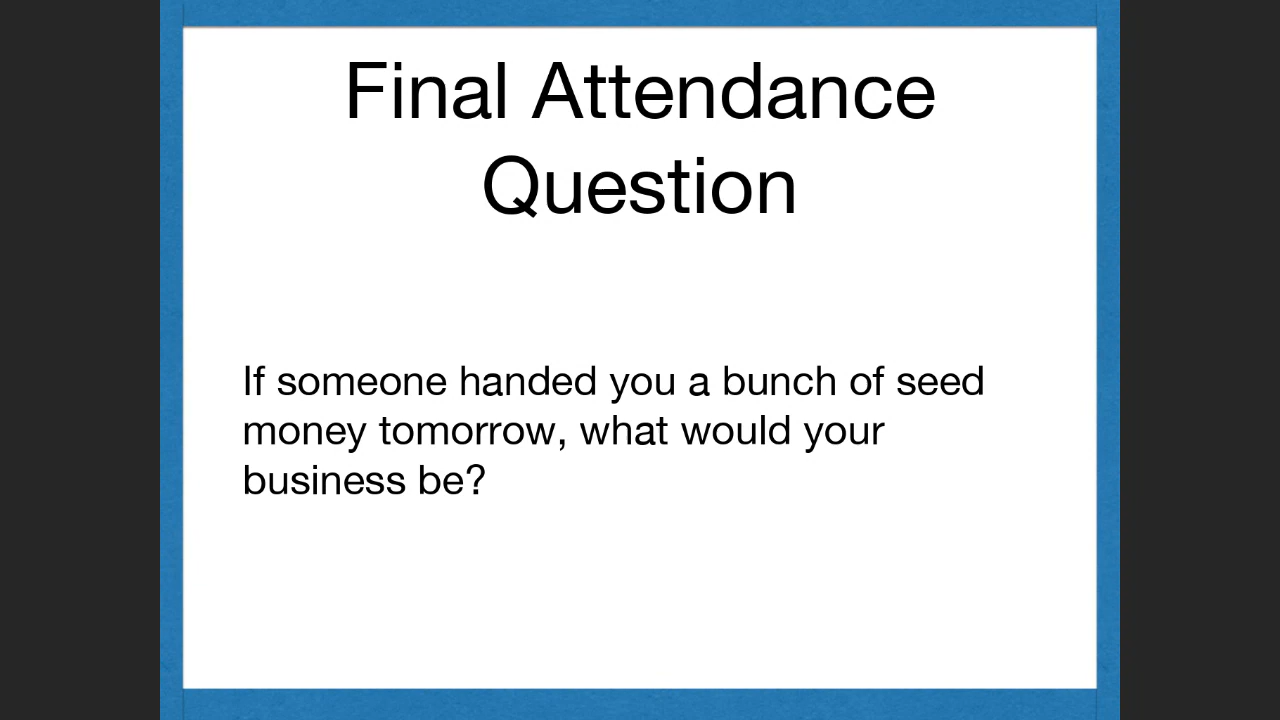 Final Attendance
Question
If someone handed you a bunch of seed
money tomorrow, what would your
business be?